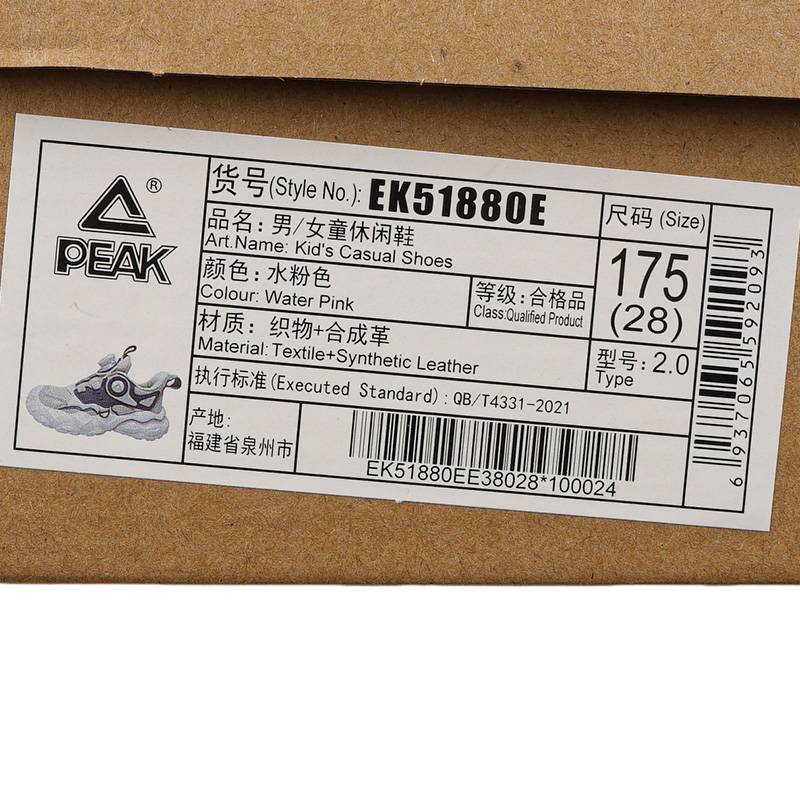 ®
PEAK
货号(Style No.): EK51880E
品名: 男/女童休闲鞋
Art.Name: Kid's Casual Shoes
颜色: 水粉色
Colour: Water Pink
等级: 合格品
Class:Qualified Product
材质: 织物+合成革
Material: Textile+Synthetic Leather
执行标准(Executed Standard): QB/T4331-2021
尺码 (Size)
175
(28)
型号: 2.0
Type
产地:
福建省泉州市
EK51880EE38028*100024
6937065592093